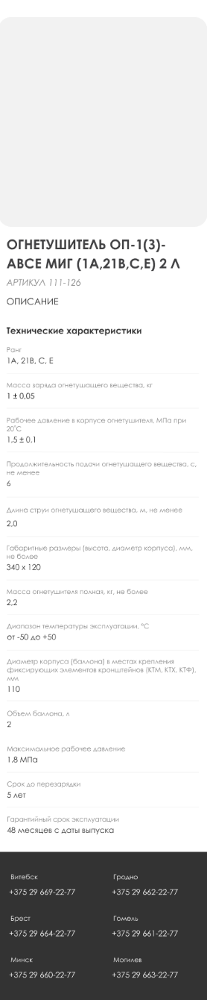 ОГНЕТУШИТЕЛЬ ОП-1(3)-
АВСЕ МИГ (1А,21В,С,Е) 2 Л
АРТИКУЛ 111-126
ОПИСАНИЕ
Технические характеристики
Ранг
1А, 21В, С, Е
Масса заряда огнетушащего вещества, кг
1 ± 0,05
Рабочее давление в корпусе огнетушителя, МПа при
20˚С
1,5 ± 0,1
Продолжительность подачи огнетушащего вещества, с,
не менее
6
Длина струи огнетушащего вещества, м, не менее
2,0
Габаритные размеры (высота, диаметр корпуса), мм,
не более
340 х 120
Масса огнетушителя полная, кг, не более
2,2
Диапазон температуры эксплуатации, °С
от -50 до +50
Диаметр корпуса (баллона) в местах крепления
фиксирующих элементов кронштейнов (КТМ, КТХ, КТФ),
мм
110
Объем баллона, л
2
Максимальное рабочее давление
1.8 МПа
Срок до перезарядки
5 лет
Гарантийный срок эксплуатации
48 месяцев с даты выпуска
Витебск
+375 29 669-22-77
Гродно
+375 29 662-22-77
Брест
+375 29 664-22-77
Гомель
+375 29 661-22-77
Минск
+375 29 660-22-77
Могилев
+375 29 663-22-77